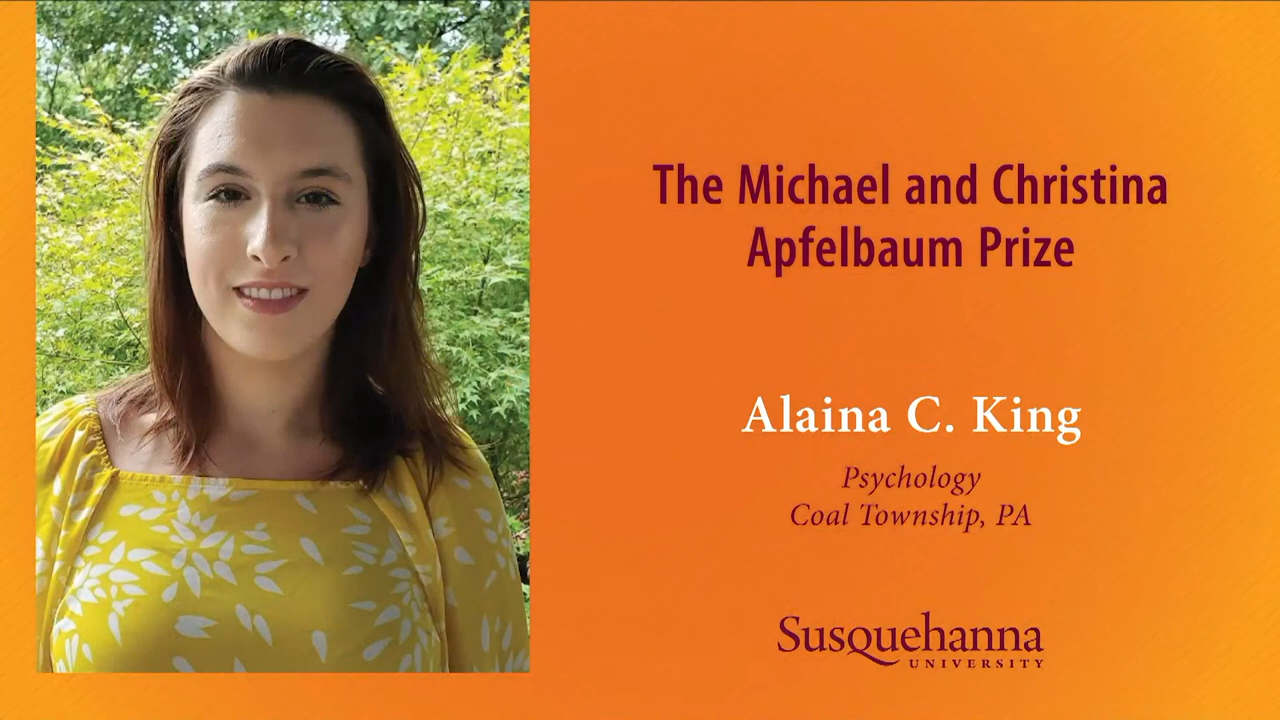 The Michael and Christina
Apfelbaum Prize
Alaina C. King
Psychology
Coal Township, PA
Susquehanna
UNIVERSITY